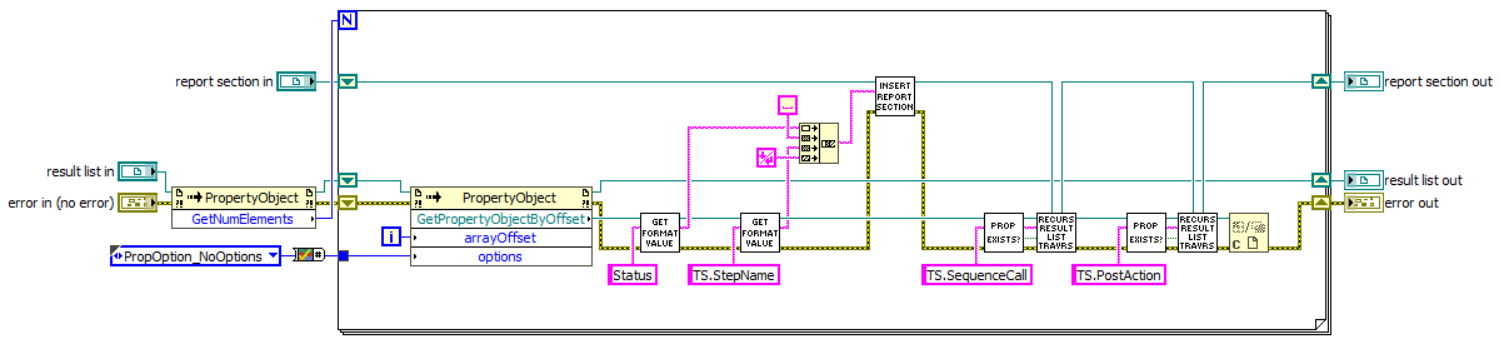 N
report section in
report section out
INSERT
REPORT
SECTION
result list in
result list out
error in (no error)
error out
PropertyObject
GetNumElements
PropertyObject
GetPropertyObjectByOffset
arrayOffset
options
i
PropOption_NoOptions
#
GET
FORMAT
VALUE
GET
FORMAT
VALUE
PROP
EXISTS?
RECURS
RESULT
LIST
TRAVRS
PROP
EXISTS?
RECURS
RESULT
LIST
TRAVRS
C
Status
TS.StepName
TS.SequenceCall
TS.PostAction